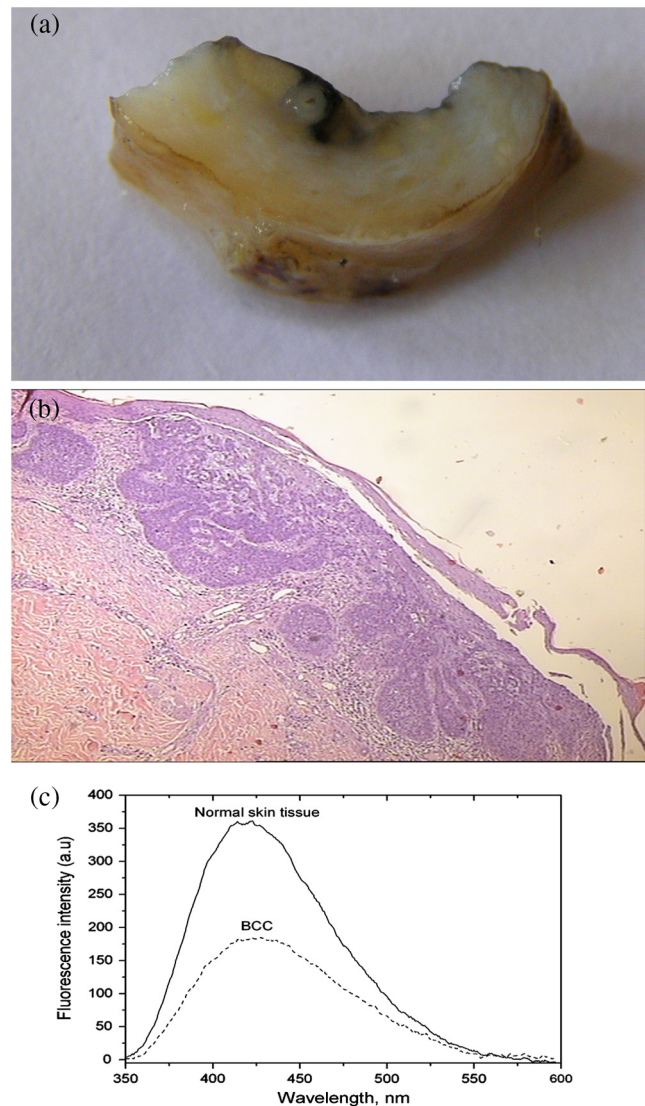 (a)
(b)
(c)
400
350
300
250
200
150
100
50
0
Fluorescence intensity (a.u)
Normal skin tissue
BCC
350 400 450 500 550 600
Wavelength, nm